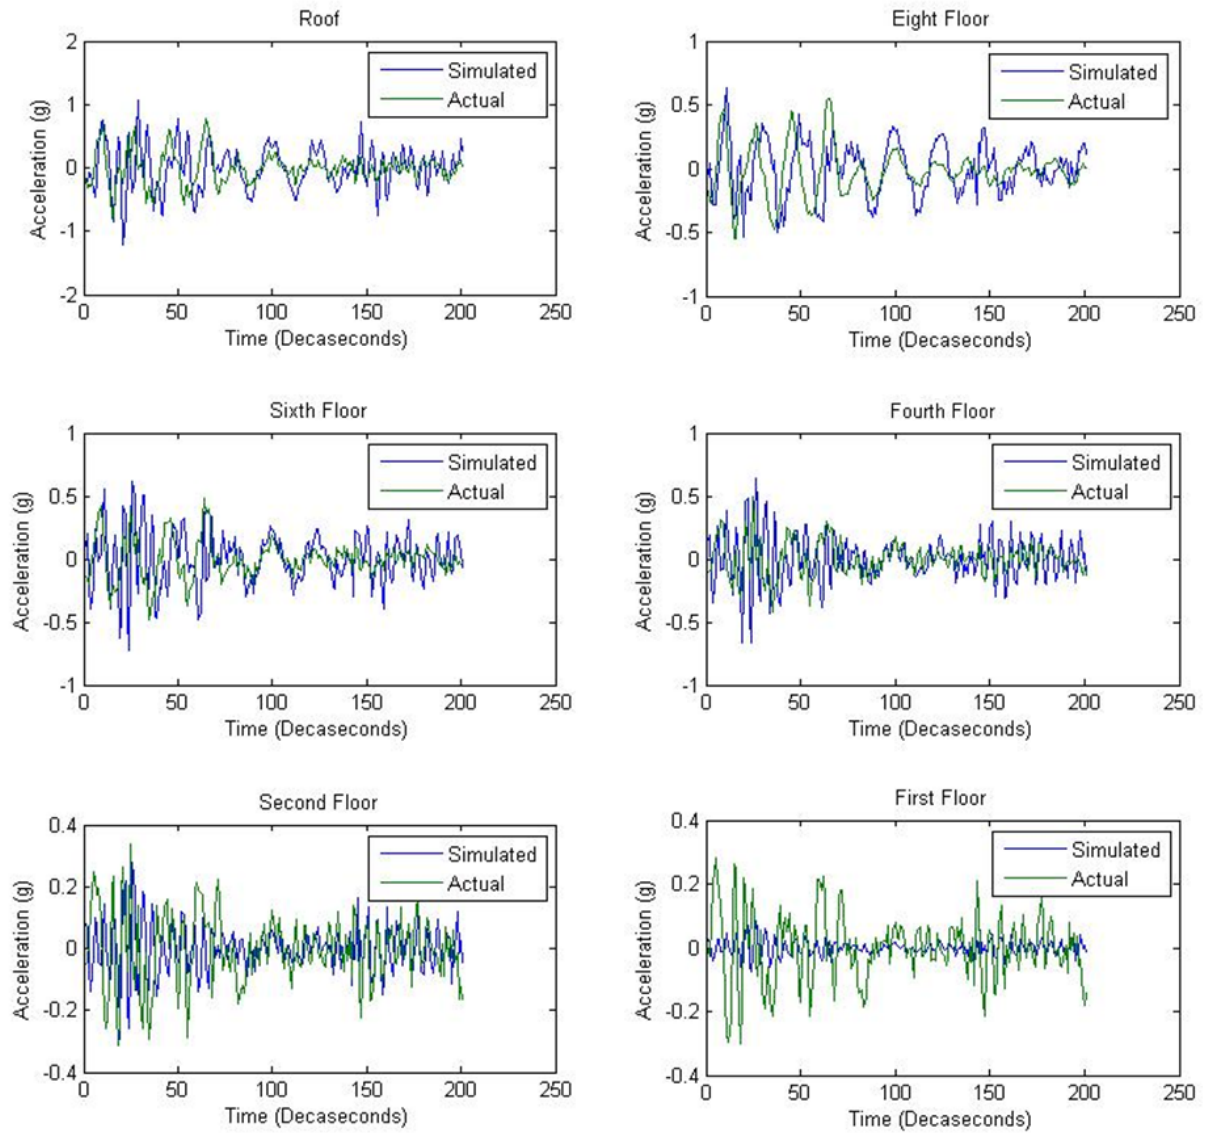 Roof
2
1
0
-1
-2
Acceleration (g)
Simulated
Actual
0 50 100 150 200 250
Time (Decaseconds)
Eight Floor
1
0.5
0
-0.5
-1
Acceleration (g)
Simulated
Actual
0 50 100 150 200 250
Time (Decaseconds)
Sixth Floor
1
0.5
0
-0.5
-1
Acceleration (g)
Simulated
Actual
0 50 100 150 200 250
Time (Decaseconds)
Fourth Floor
1
0.5
0
-0.5
-1
Acceleration (g)
Simulated
Actual
0 50 100 150 200 250
Time (Decaseconds)
Second Floor
0.4
0.2
0
-0.2
-0.4
Acceleration (g)
Simulated
Actual
0 50 100 150 200 250
Time (Decaseconds)
First Floor
0.4
0.2
0
-0.2
-0.4
Acceleration (g)
Simulated
Actual
0 50 100 150 200 250
Time (Decaseconds)